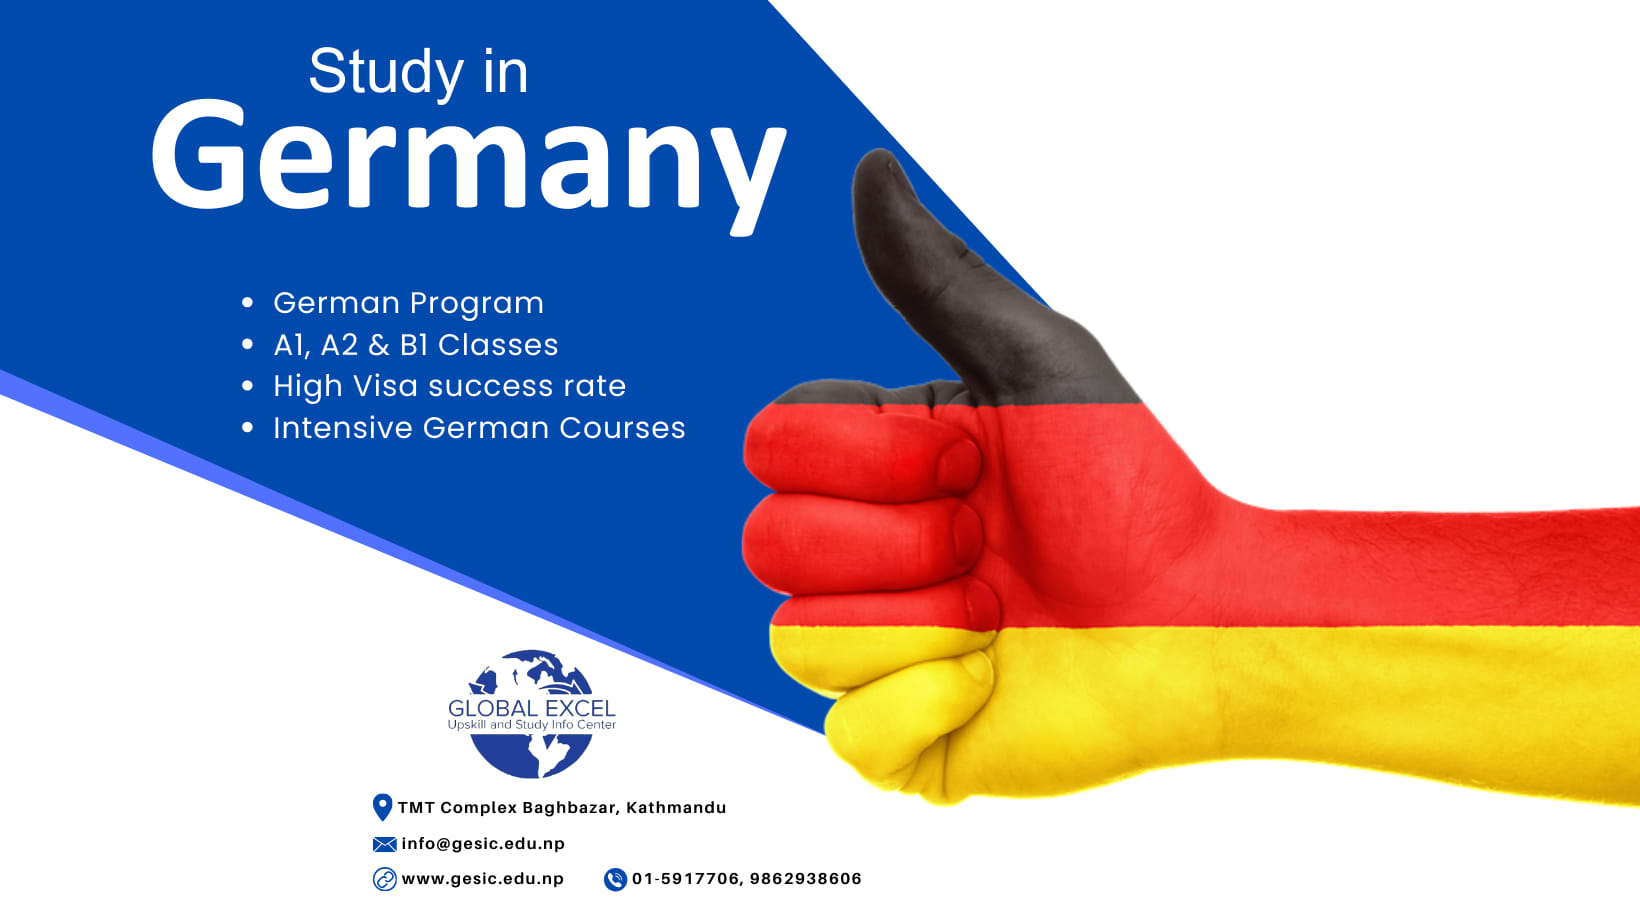 Study in
Germany
• German Program
• A1, A2 & B1 Classes
• High Visa success rate
• Intensive German Courses
GLOBAL EXCEL
Upskill and Study Info Center
TMT Complex Baghbazar, Kathmandu
info@gesic.edu.np
www.gesic.edu.np 01-5917706, 9862938606